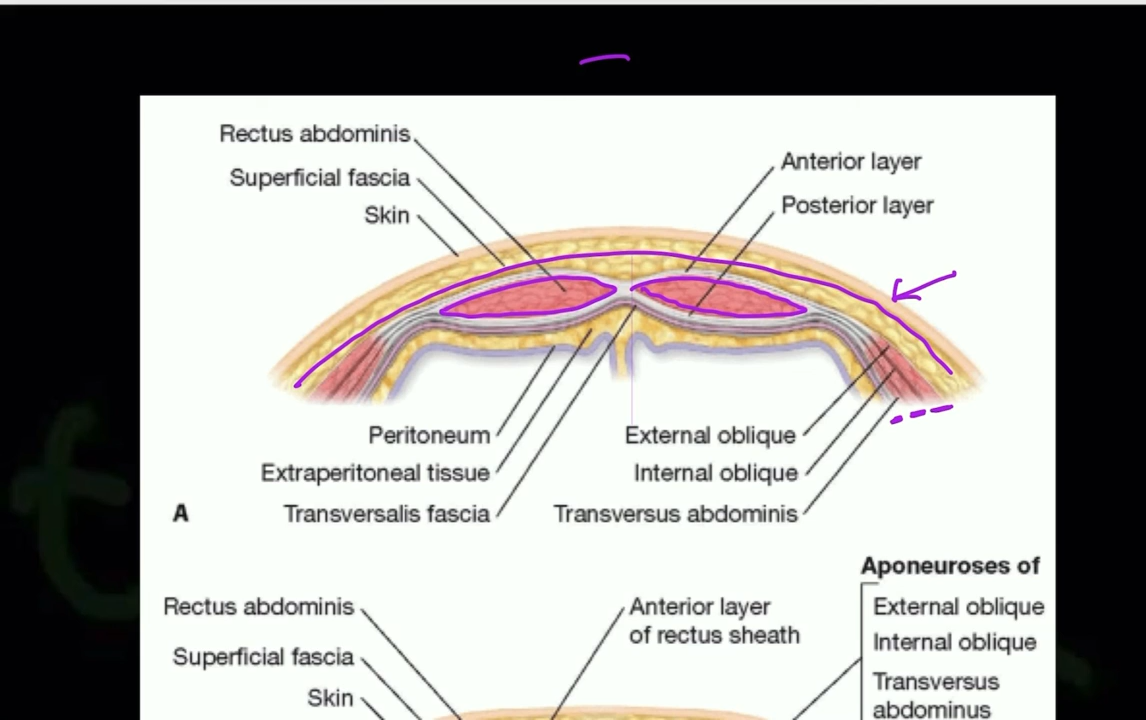 Rectus abdominis
Superficial fascia
Skin
Anterior layer
Posterior layer
Peritoneum
Extraperitoneal tissue
Transversalis fascia
External oblique
Internal oblique
Transversus abdominis
A
Aponeuroses of
Rectus abdominis
Superficial fascia
Skin
Anterior layer
of rectus sheath
External oblique
Internal oblique
Transversus
abdominus